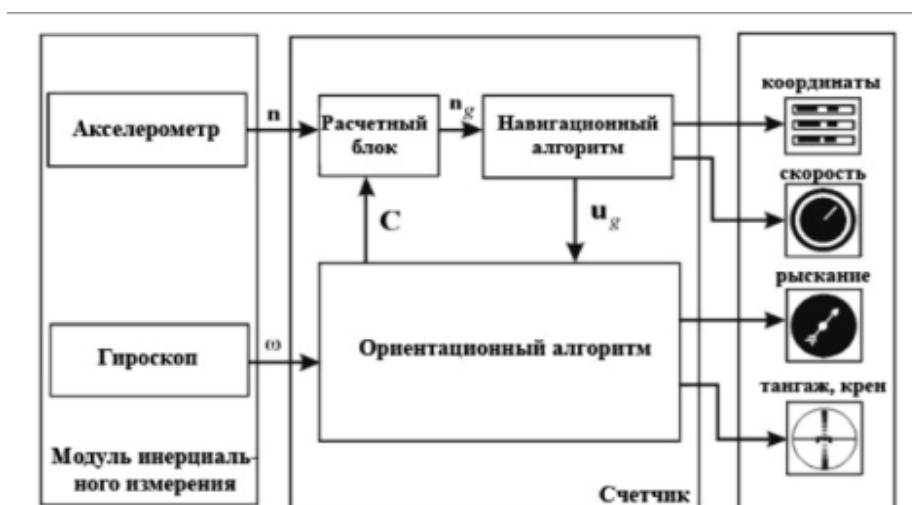 Акселерометр
n
Расчетный
блок
n_g
Навигационный
алгоритм
C
u_g
Гироскоп
ω
Ориентационный алгоритм
Модуль инерциаль-
ного измерения
Счетчик
координаты
скорость
рыскание
тангаж, крен